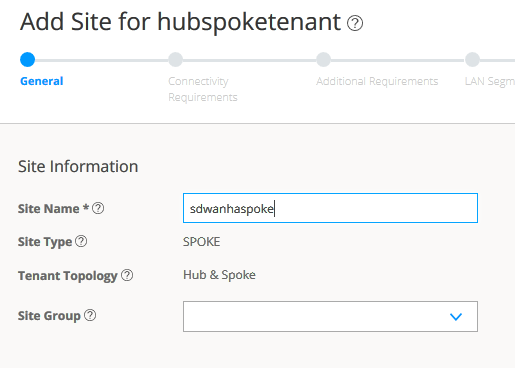 Add Site for hubspoketenant ?
General
Connectivity
Requirements
Additional Requirements
LAN Segm
Site Information
Site Name * ? sdwanhaspoke
Site Type ? SPOKE
Tenant Topology ? Hub & Spoke
Site Group ?